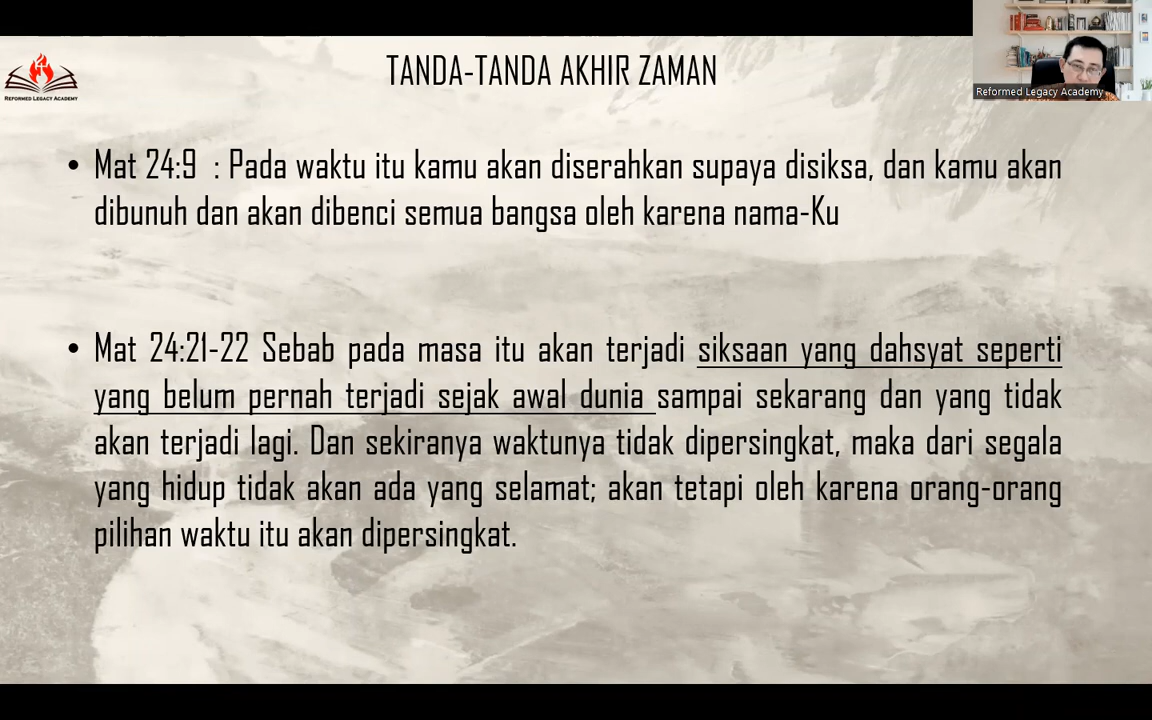 REFORMED LEGACY ACADEMY
TANDA-TANDA AKHIR ZAMAN
Reformed Legacy Academy
• Mat 24:9 : Pada waktu itu kamu akan diserahkan supaya disiksa, dan kamu akan
dibunuh dan akan dibenci semua bangsa oleh karena nama-Ku
• Mat 24:21-22 Sebab pada masa itu akan terjadi siksaan yang dahsyat seperti
yang belum pernah terjadi sejak awal dunia sampai sekarang dan yang tidak
akan terjadi lagi. Dan sekiranya waktunya tidak dipersingkat, maka dari segala
yang hidup tidak akan ada yang selamat; akan tetapi oleh karena orang-orang
pilihan waktu itu akan dipersingkat.